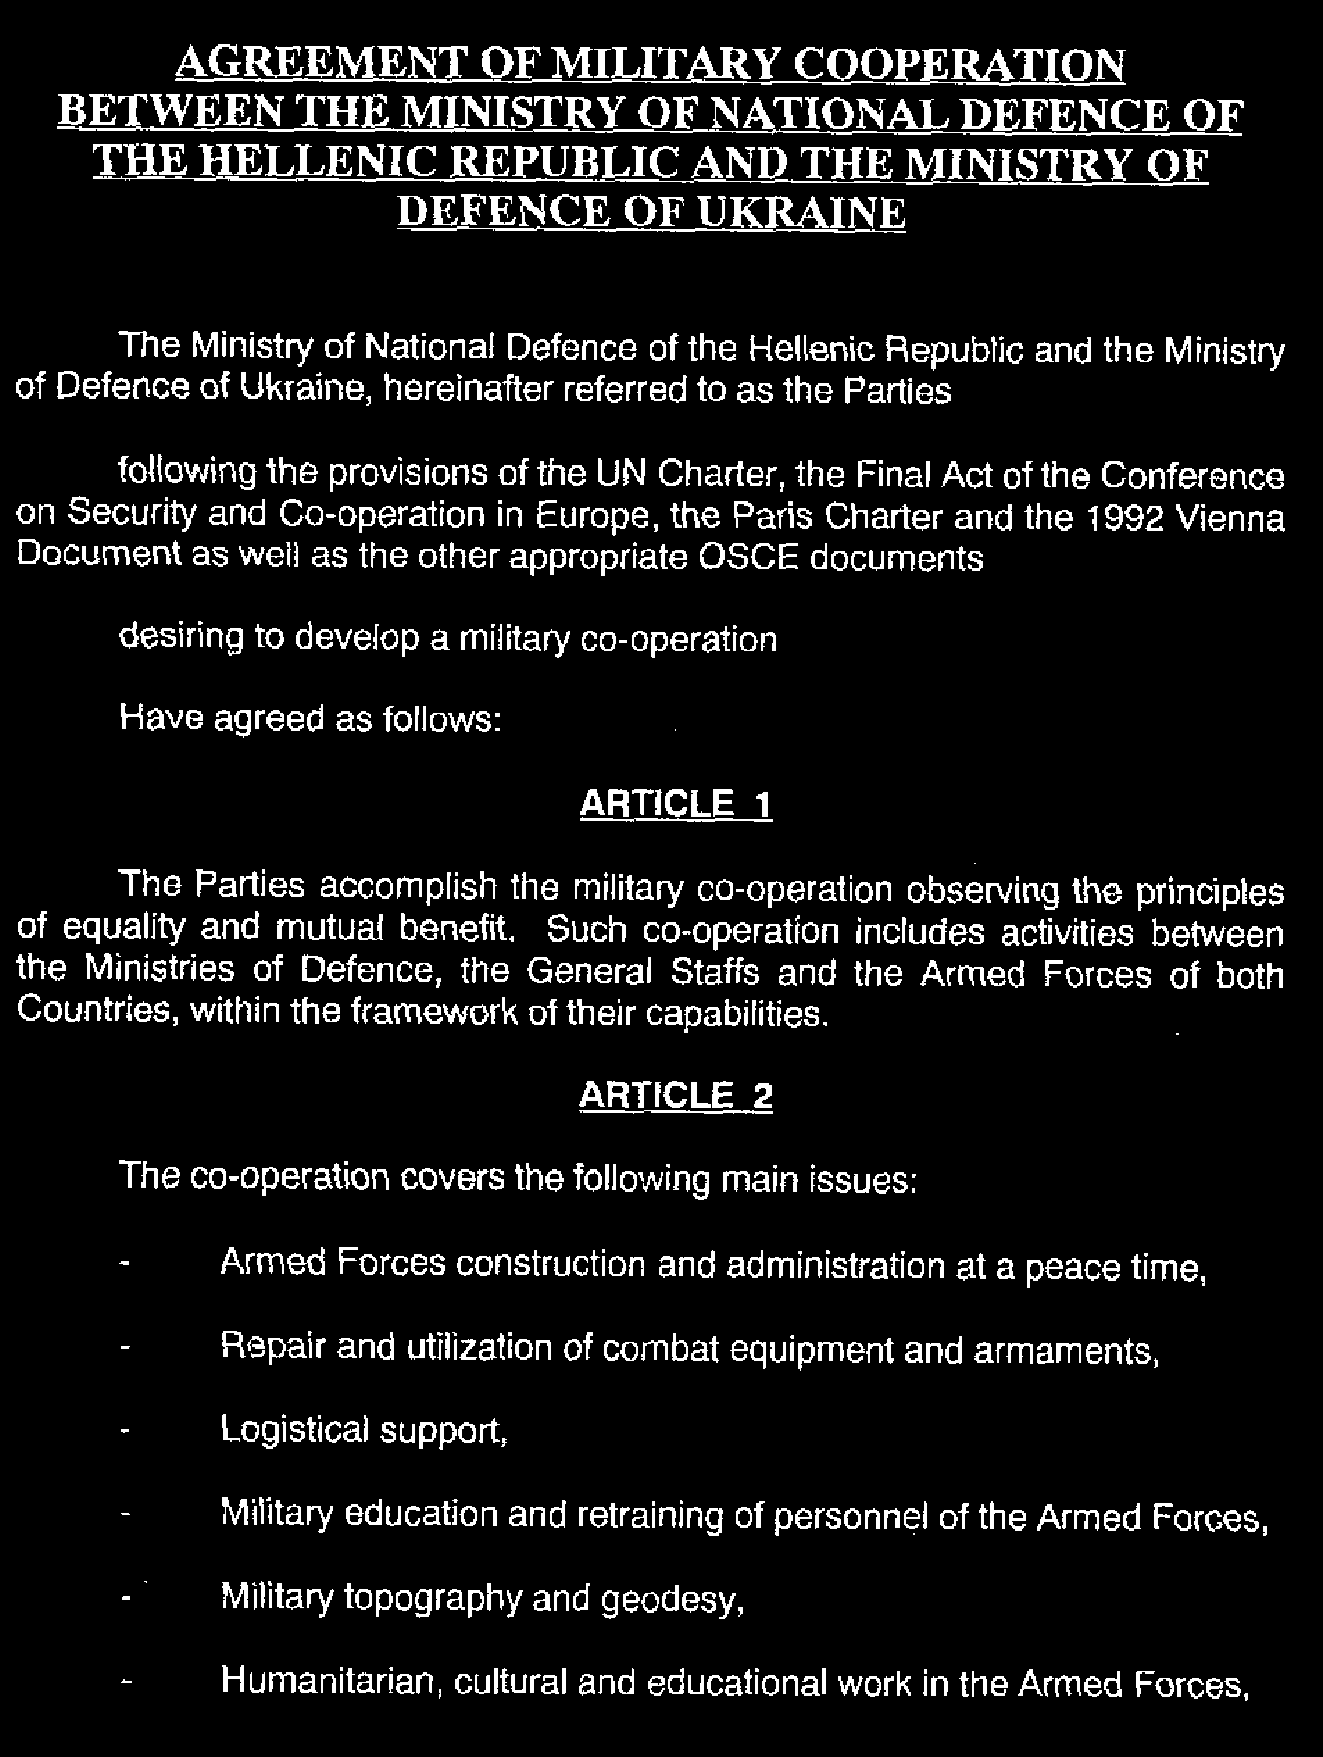 AGREEMENT OF MILITARY COOPERATION
BETWEEN THE MINISTRY OF NATIONAL DEFENCE OF
THE HELLENIC REPUBLIC AND THE MINISTRY OF
DEFENCE OF UKRAINE
The Ministry of National Defence of the Hellenic Republic and the Ministry
of Defence of Ukraine, hereinafter referred to as the Parties
following the provisions of the UN Charter, the Final Act of the Conference
on Security and Co-operation in Europe, the Paris Charter and the 1992 Vienna
Document as well as the other appropriate OSCE documents
desiring to develop a military co-operation
Have agreed as follows:
ARTICLE 1
The Parties accomplish the military co-operation observing the principles
of equality and mutual benefit. Such co-operation includes activities between
the Ministries of Defence, the General Staffs and the Armed Forces of both
Countries, within the framework of their capabilities.
ARTICLE 2
The co-operation covers the following main issues:
- Armed Forces construction and administration at a peace time,
- Repair and utilization of combat equipment and armaments,
- Logistical support,
- Military education and retraining of personnel of the Armed Forces,
- Military topography and geodesy,
- Humanitarian, cultural and educational work in the Armed Forces,